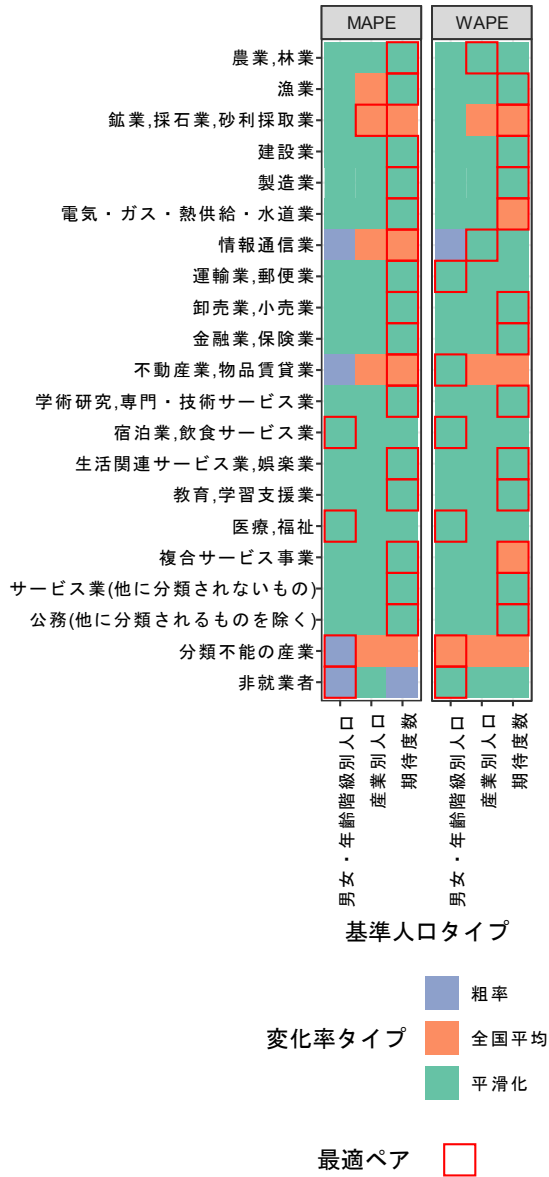 MAPE
WAPE
農業,林業
漁業
鉱業,採石業,砂利採取業
建設業
製造業
電気・ガス・熱供給・水道業
情報通信業
運輸業,郵便業
卸売業,小売業
金融業,保険業
不動産業,物品賃貸業
学術研究,専門・技術サービス業
宿泊業,飲食サービス業
生活関連サービス業,娯楽業
教育,学習支援業
医療,福祉
複合サービス事業
サービス業(他に分類されないもの)
公務(他に分類されるものを除く)
分類不能の産業
非就業者
男女・年齢階級別人口
産業別人口
期待度数
男女・年齢階級別人口
産業別人口
期待度数
基準人口タイプ
変化率タイプ
粗率
全国平均
平滑化
最適ペア